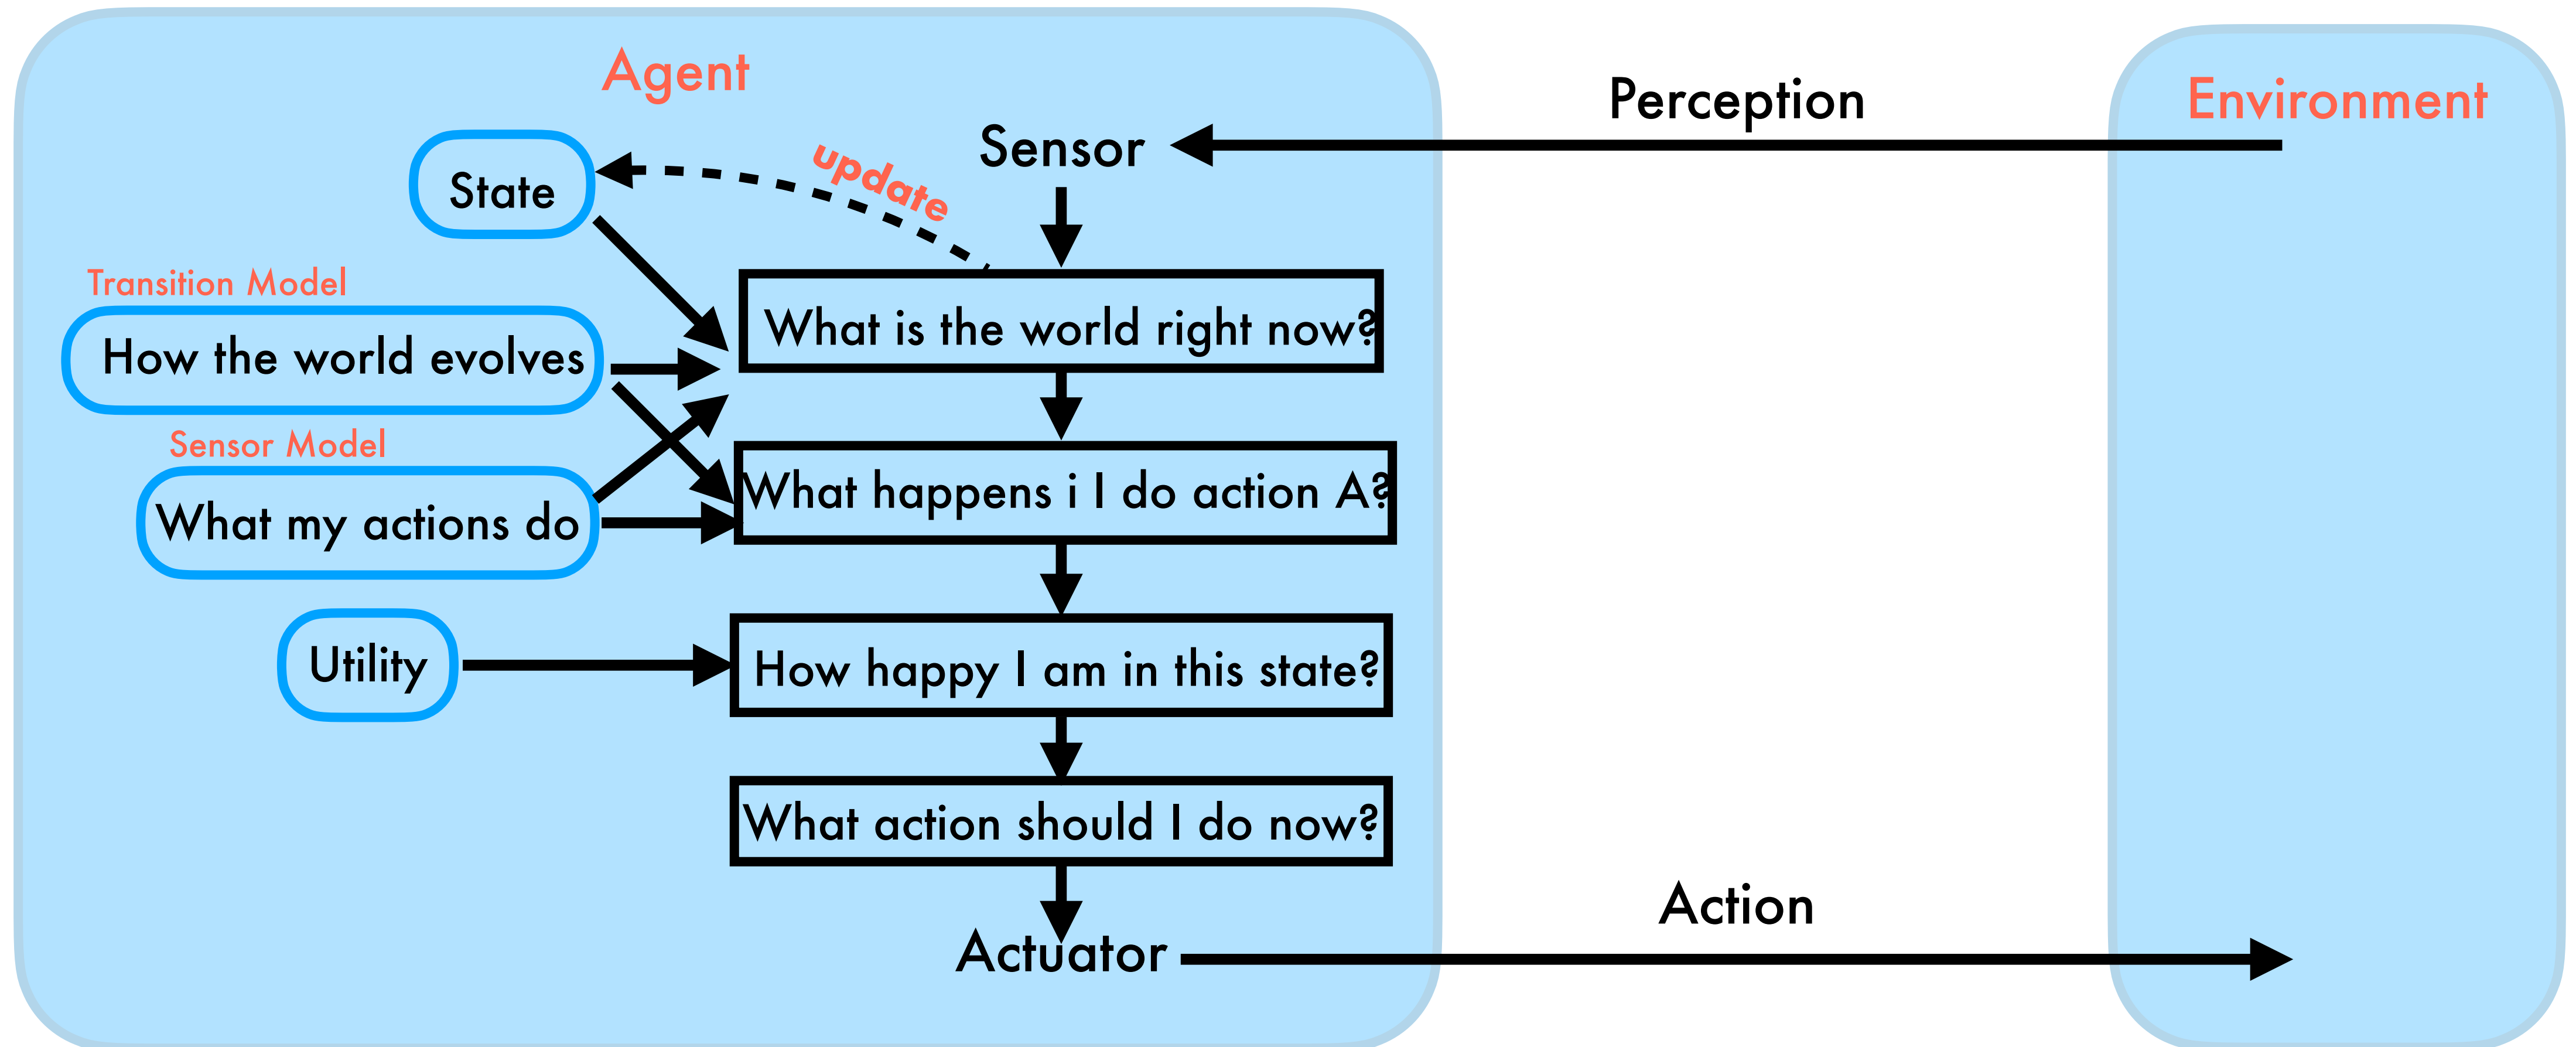 Agent
Perception
Environment
Sensor
update
State
Transition Model
What is the world right now?
How the world evolves
Sensor Model
What happens i I do action A?
What my actions do
Utility
How happy I am in this state?
What action should I do now?
Action
Actuator